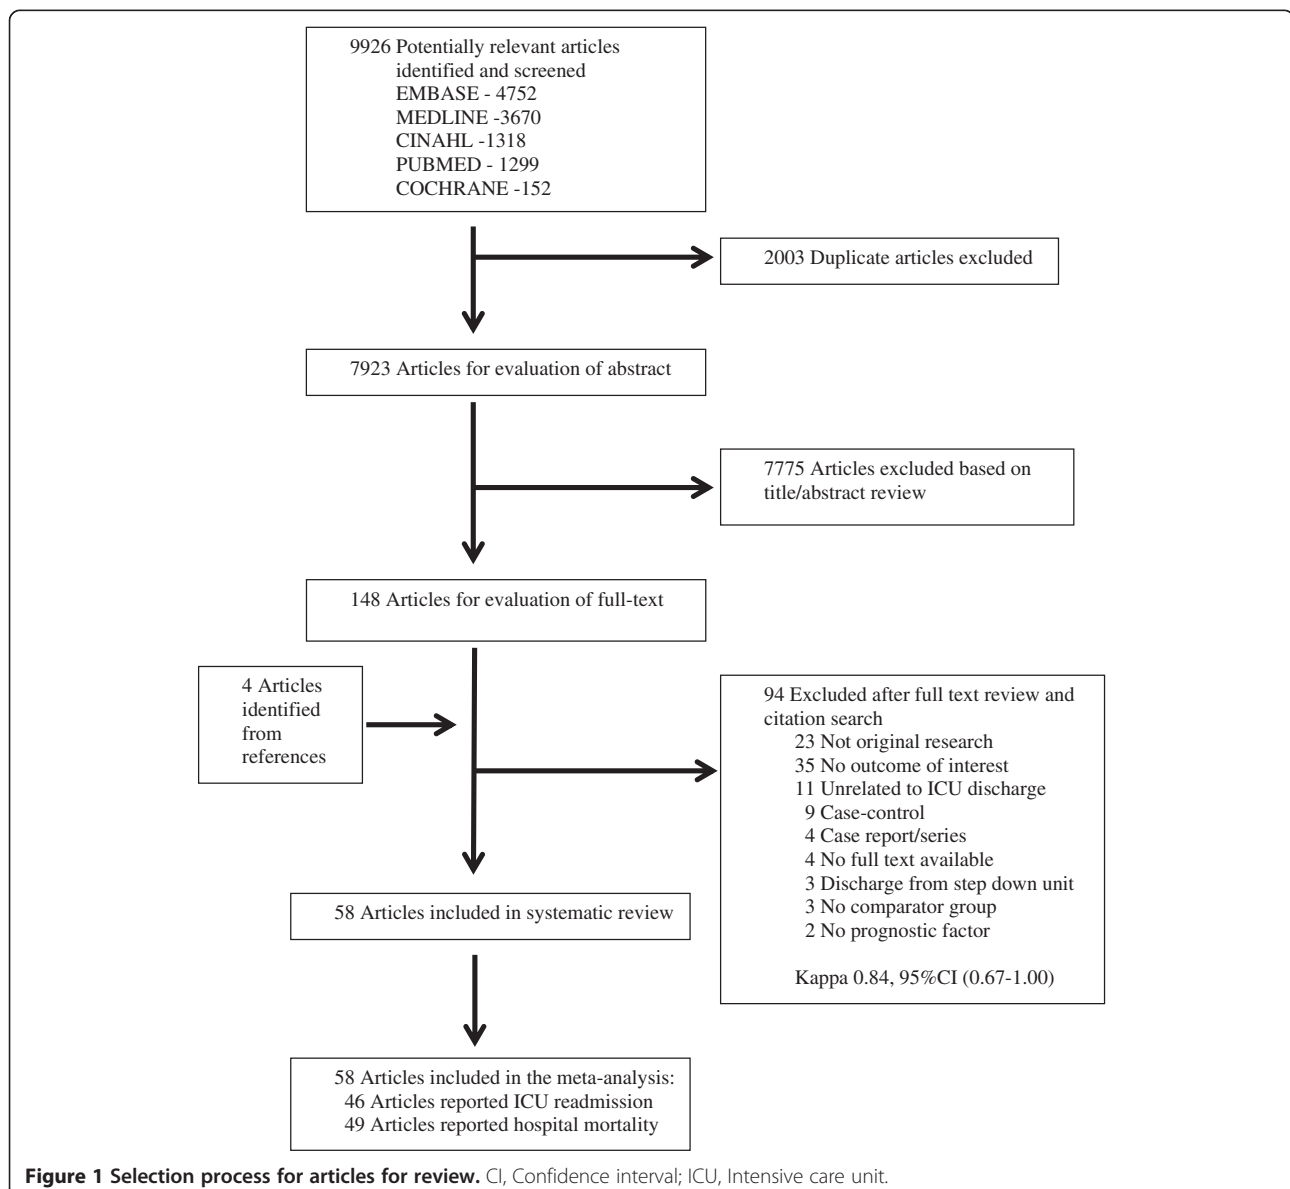 9926 Potentially relevant articles
identified and screened
EMBASE - 4752
MEDLINE -3670
CINAHL -1318
PUBMED - 1299
COCHRANE -152
2003 Duplicate articles excluded
7923 Articles for evaluation of abstract
7775 Articles excluded based on
title/abstract review
148 Articles for evaluation of full-text
4 Articles
identified
from
references
94 Excluded after full text review and
citation search
23 Not original research
35 No outcome of interest
11 Unrelated to ICU discharge
9 Case-control
4 Case report/series
4 No full text available
3 Discharge from step down unit
3 No comparator group
2 No prognostic factor
Kappa 0.84, 95%CI (0.67-1.00)
58 Articles included in systematic review
58 Articles included in the meta-analysis:
46 Articles reported ICU readmission
49 Articles reported hospital mortality
Figure 1 Selection process for articles for review. CI, Confidence interval; ICU, Intensive care unit.